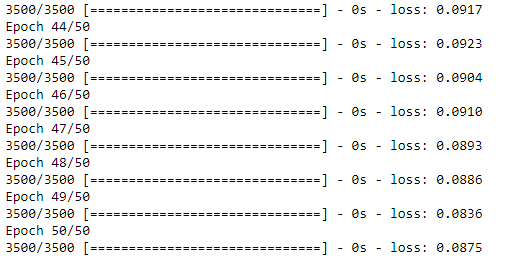 3500/3500 [==============================] - 0s - loss: 0.0917
Epoch 44/50
3500/3500 [==============================] - 0s - loss: 0.0923
Epoch 45/50
3500/3500 [==============================] - 0s - loss: 0.0904
Epoch 46/50
3500/3500 [==============================] - 0s - loss: 0.0910
Epoch 47/50
3500/3500 [==============================] - 0s - loss: 0.0893
Epoch 48/50
3500/3500 [==============================] - 0s - loss: 0.0886
Epoch 49/50
3500/3500 [==============================] - 0s - loss: 0.0836
Epoch 50/50
3500/3500 [==============================] - 0s - loss: 0.0875